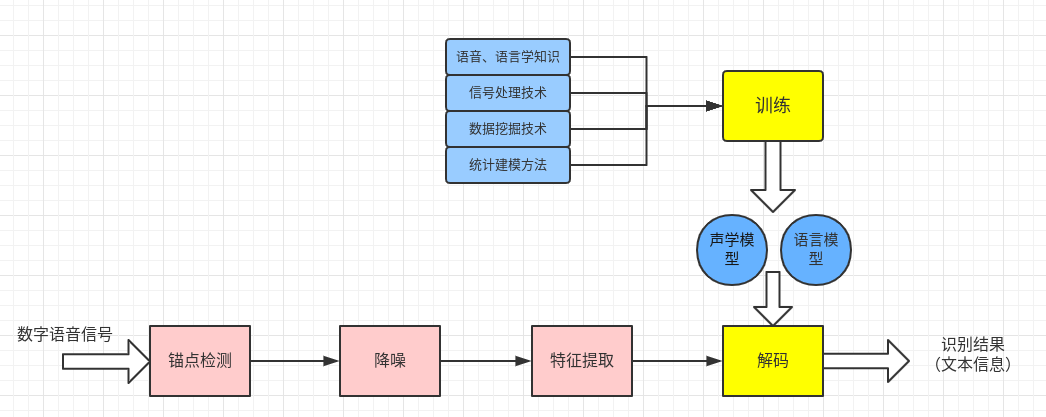 语音、语言学知识
信号处理技术
数据挖掘技术
统计建模方法
训练
声学模
型
语言模
型
数字语音信号
锚点检测
降噪
特征提取
解码
识别结果
（文本信息）